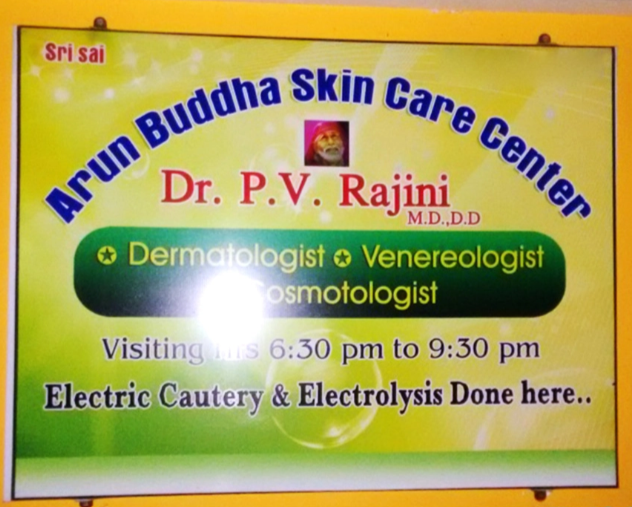 Sri sai
Arun Buddha Skin Care Center
Dr. P.V. Rajini
M.D.,D.D
Dermatologist Venereologist
Cosmotologist
Visiting Hrs 6:30 pm to 9:30 pm
Electric Cautery & Electrolysis Done here..